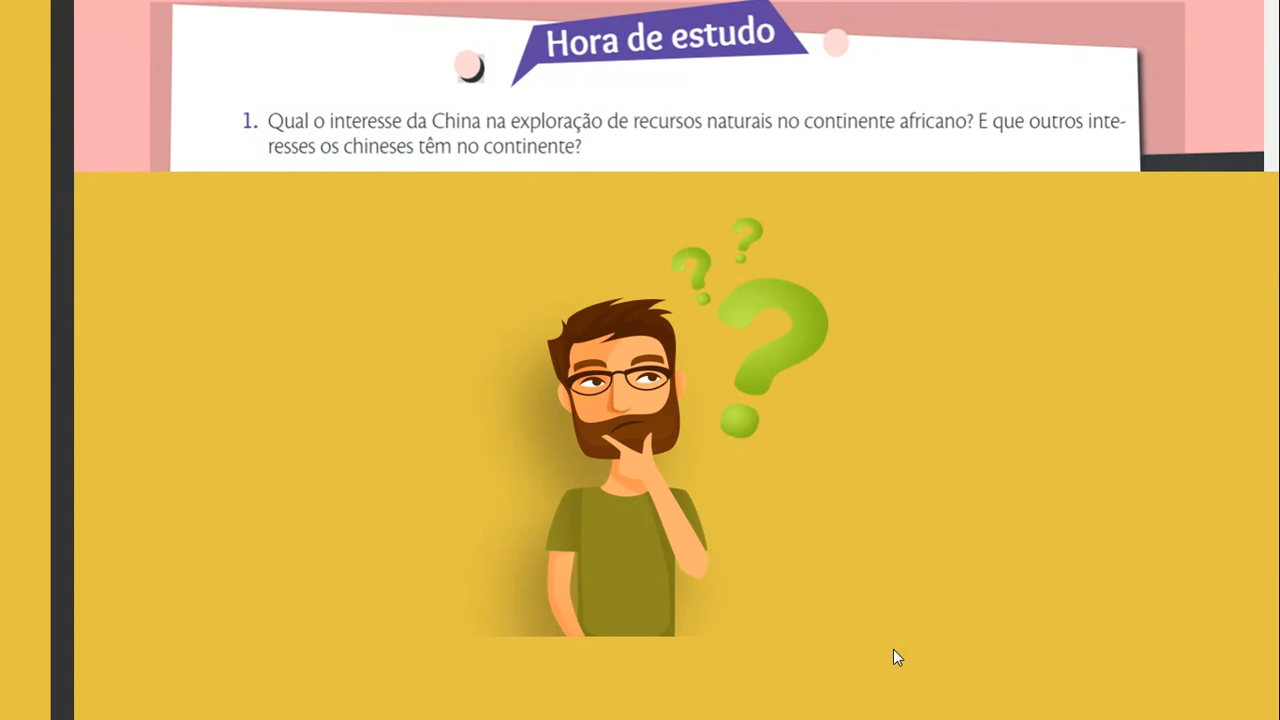 Hora de estudo
1. Qual o interesse da China na exploração de recursos naturais no continente africano? E que outros inte-
resses os chineses têm no continente?